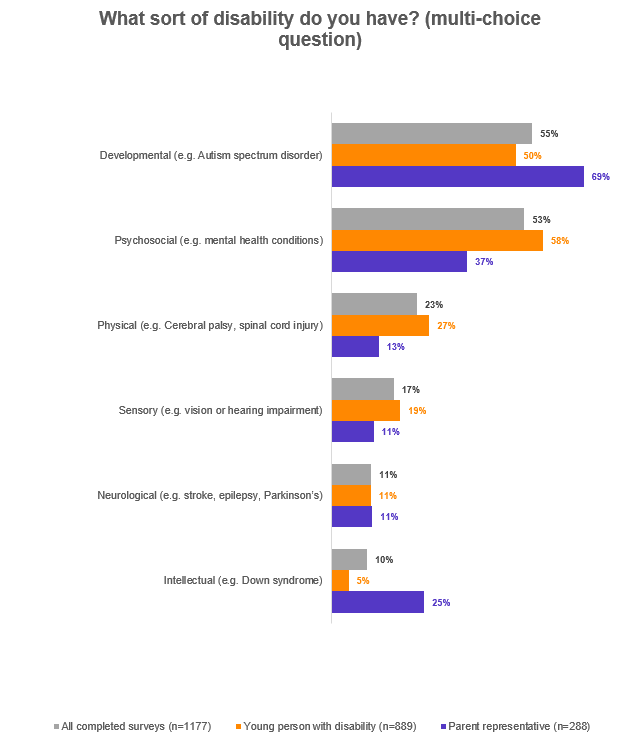 What sort of disability do you have? (multi-choice
question)
Developmental (e.g. Autism spectrum disorder)
55%
50%
69%
Psychosocial (e.g. mental health conditions)
53%
58%
37%
Physical (e.g. Cerebral palsy, spinal cord injury)
23%
27%
13%
Sensory (e.g. vision or hearing impairment)
17%
19%
11%
Neurological (e.g. stroke, epilepsy, Parkinson's)
11%
11%
11%
Intellectual (e.g. Down syndrome)
10%
5%
25%
All completed surveys (n=1177) Young person with disability (n=889) Parent representative (n=288)